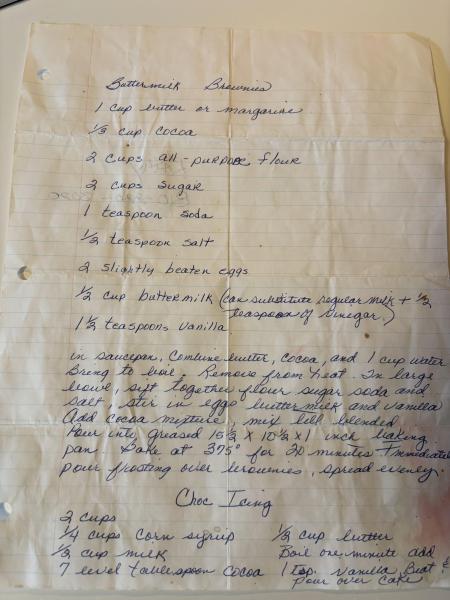 Buttermilk Brownies
1 cup butter or margarine
1/3 cup cocoa
2 cups all-purpose flour
2 cups sugar
1 teaspoon soda
1/2 teaspoon salt
2 slightly beaten eggs
1/2 cup buttermilk (can substitute regular milk + 1/2
teaspoon of vinegar.)
1 1/2 teaspoons vanilla
in saucepan, combine butter, cocoa, and 1 cup water
Bring to boil. Remove from heat. In large
bowl, sift together flour sugar soda and
salt, stir in eggs buttermilk and vanilla
Add cocoa mixture, mix till blended
Pour into greased 15 1/2 X 10 1/2 X 1 inch baking
pan Bake at 375° for 20 minutes Immediately
pour frosting over brownies, spread evenly.
Choc Icing
2 cups
1/4 cups corn syrup
1/2 cup milk
7 level tablespoon cocoa
1/2 cup butter
Boil one minute add
1 tsp. vanilla Beat &
pour over cake